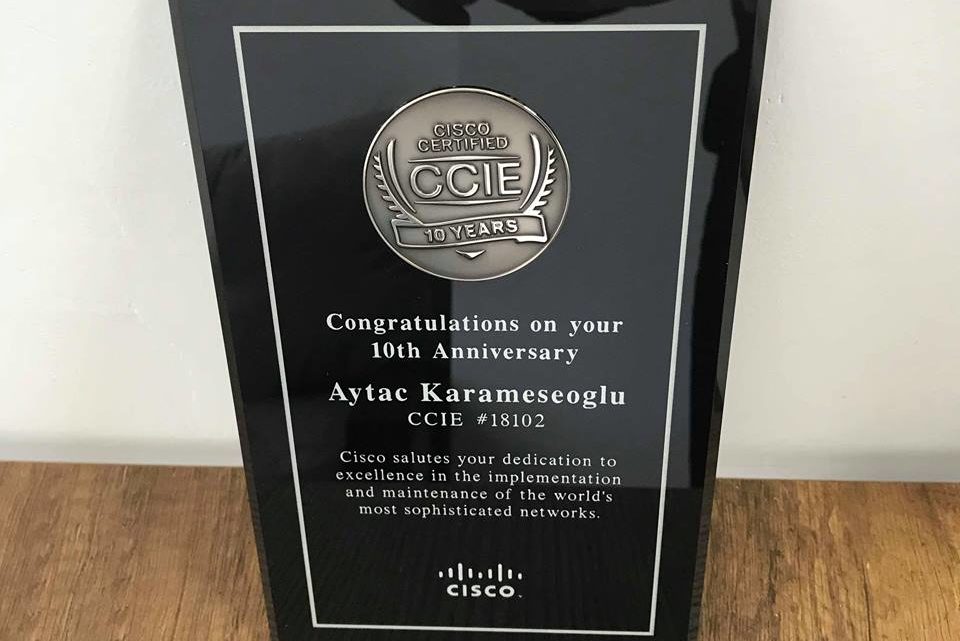 CISCO
CERTIFIED
CCIE
10 YEARS
Congratulations on your
10th Anniversary
Aytac Karameseoglu
CCIE #18102
Cisco salutes your dedication to
excellence in the implementation
and maintenance of the world's
most sophisticated networks.
CISCO